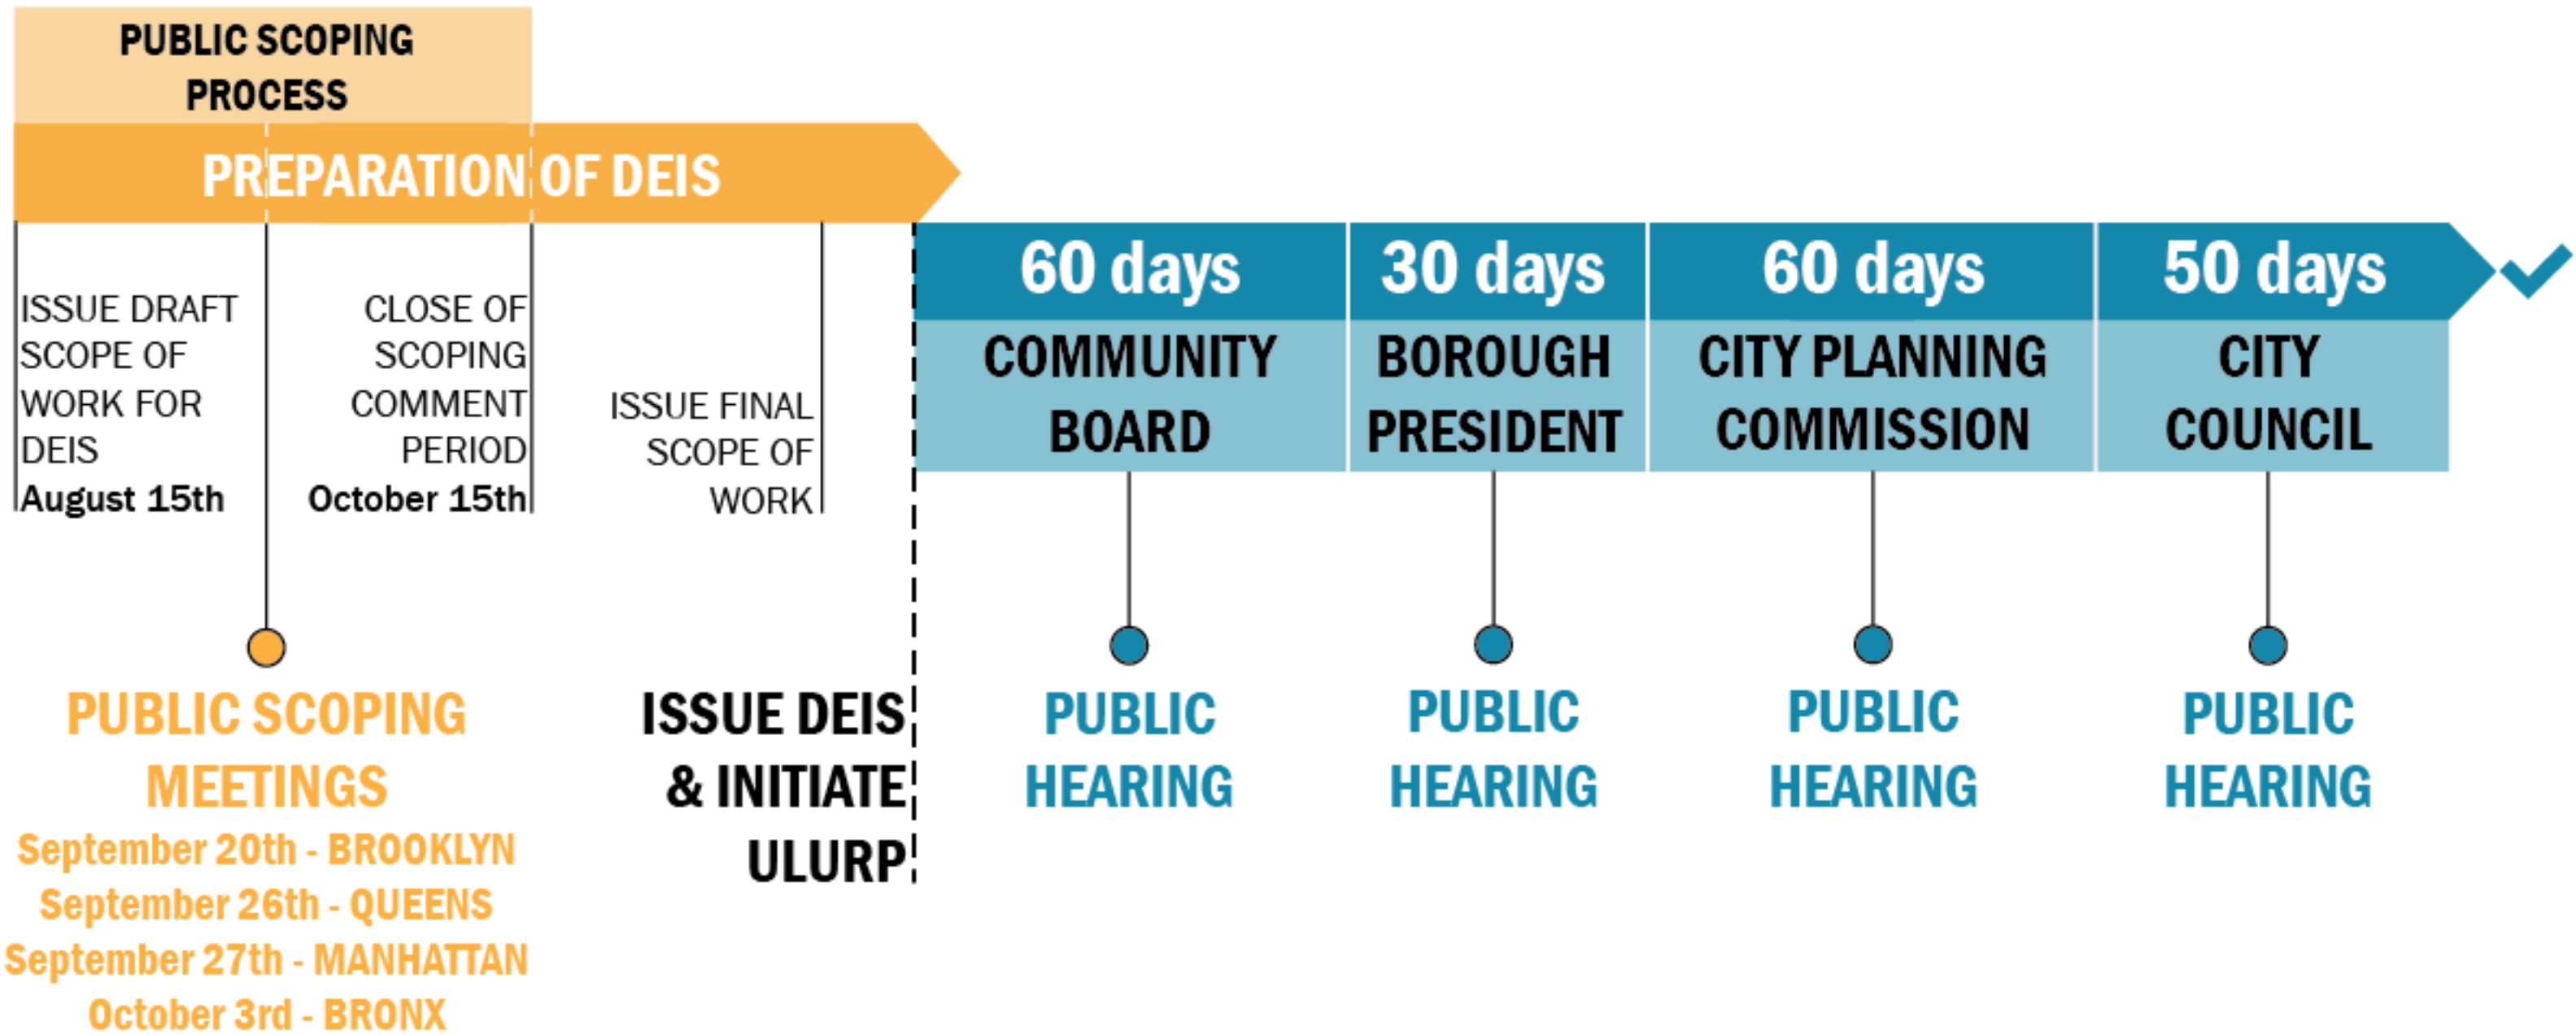 PUBLIC SCOPING
PROCESS
PREPARATION OF DEIS
ISSUE DRAFT
SCOPE OF
WORK FOR
DEIS
August 15th
CLOSE OF
SCOPING
COMMENT
PERIOD
October 15th
ISSUE FINAL
SCOPE OF
WORK
60 days
COMMUNITY
BOARD
30 days
BOROUGH
PRESIDENT
60 days
CITY PLANNING
COMMISSION
50 days
CITY
COUNCIL
PUBLIC SCOPING
MEETINGS
September 20th - BROOKLYN
September 26th - QUEENS
September 27th - MANHATTAN
October 3rd - BRONX
ISSUE DEIS
& INITIATE
ULURP
PUBLIC
HEARING
PUBLIC
HEARING
PUBLIC
HEARING
PUBLIC
HEARING